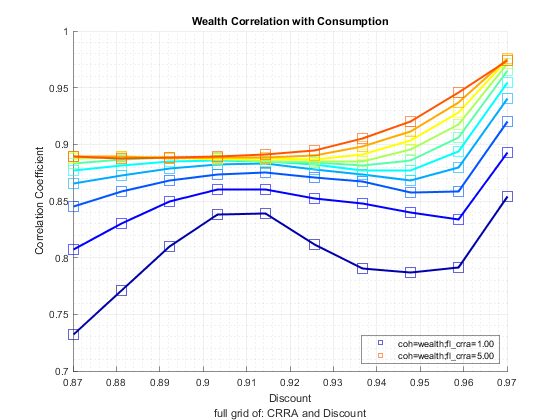 Wealth Correlation with Consumption
1
0.95
0.9
0.85
0.8
0.75
0.7
Correlation Coefficient
coh=wealth;fl_crra=1.00
coh=wealth;fl_crra=5.00
0.87 0.88 0.89 0.9 0.91 0.92 0.93 0.94 0.95 0.96 0.97
Discount
full grid of: CRRA and Discount